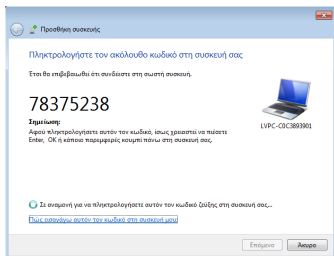 Προσθήκη συσκευής
Πληκτρολογήστε τον ακόλουθο κωδικό στη συσκευή σας
Έτσι θα επιβεβαιωθεί ότι συνδέεστε στη σωστή συσκευή.
78375238
Σημείωση:
Αφού πληκτρολογήσετε αυτόν τον κωδικό, ίσως χρειαστεί να πιέσετε
Enter, OK ή κάποιο παρεμφερές κουμπί πάνω στη συσκευή σας.
LVPC-C0C3893901
Σε αναμονή για να πληκτρολογήσετε αυτόν τον κωδικό ζεύξης στη συσκευή σας...
Πώς εισαγάγω αυτόν τον κωδικό στη συσκευή μου;
Επόμενο
Άκυρο